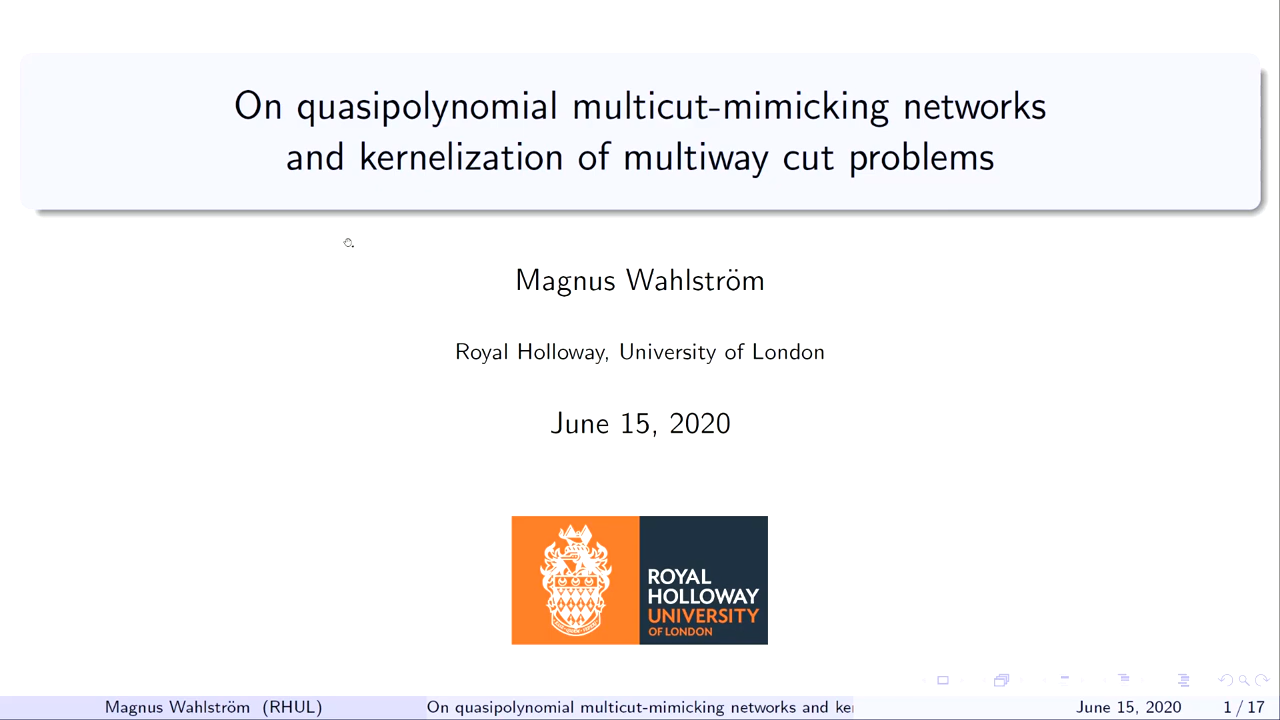 On quasipolynomial multicut-mimicking networks
and kernelization of multiway cut problems
Magnus Wahlström
Royal Holloway, University of London
June 15, 2020
ROYAL
HOLLOWAY
UNIVERSITY
OF LONDON
Magnus Wahlström (RHUL) On quasipolynomial multicut-mimicking networks and ke June 15, 2020 1 / 17